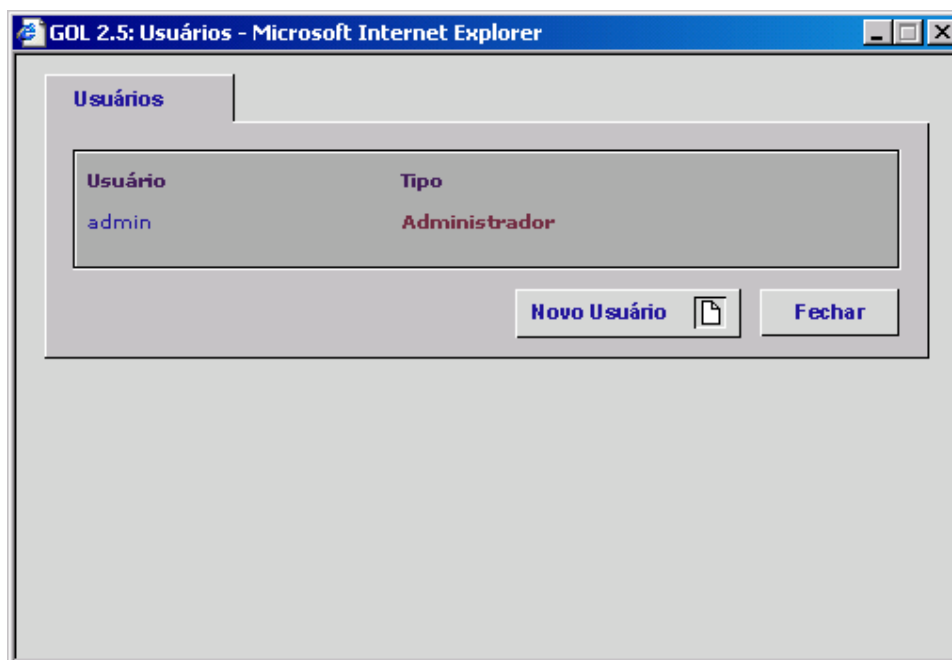 GOL 2.5: Usuários - Microsoft Internet Explorer
Usuários
Usuário Tipo
admin Administrador
Novo Usuário Fechar